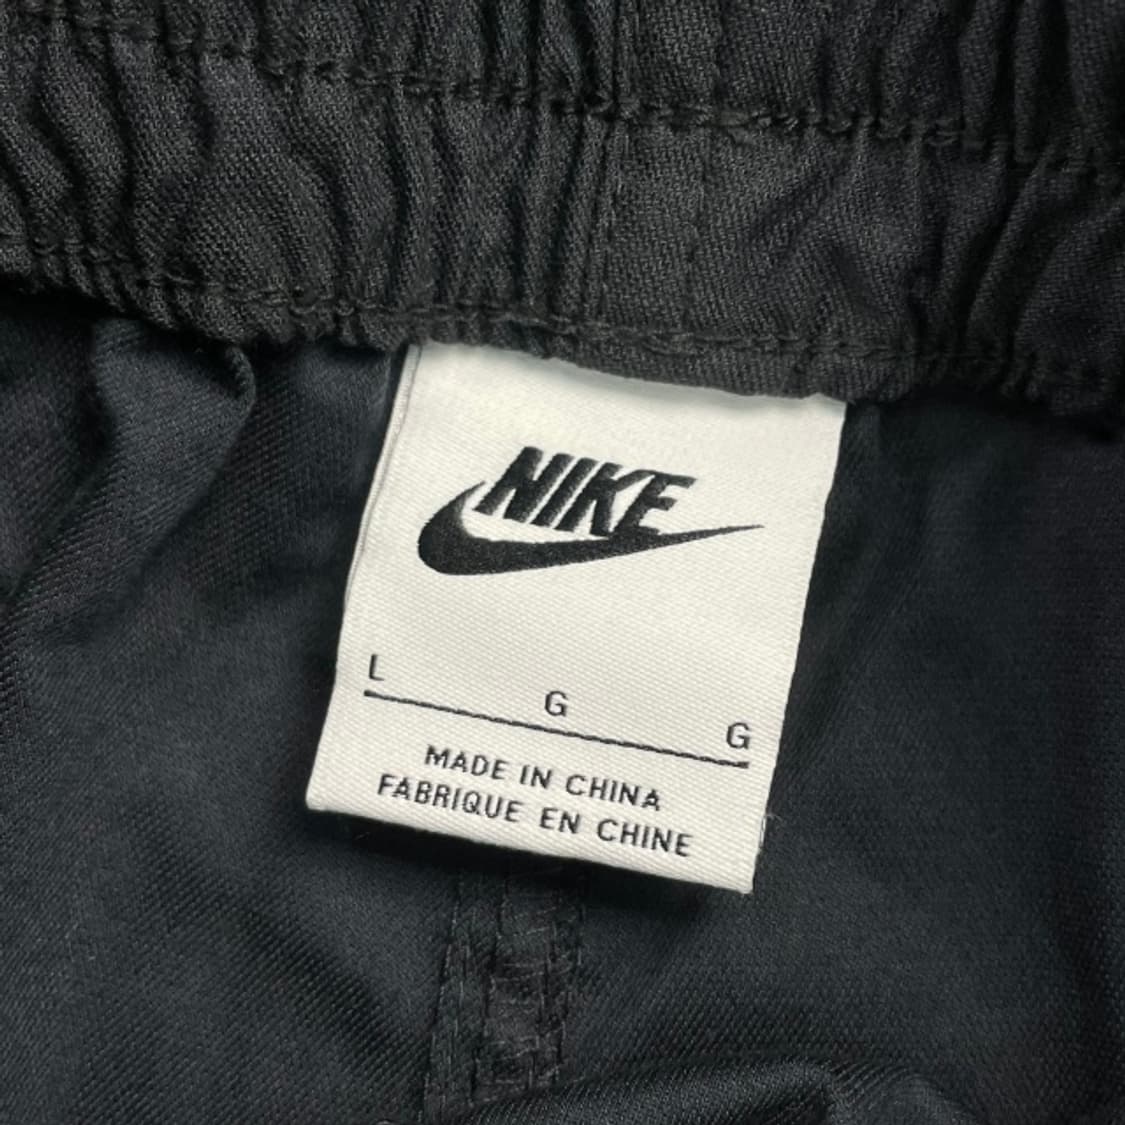 NIKE
L G G
MADE IN CHINA
FABRIQUE EN CHINE